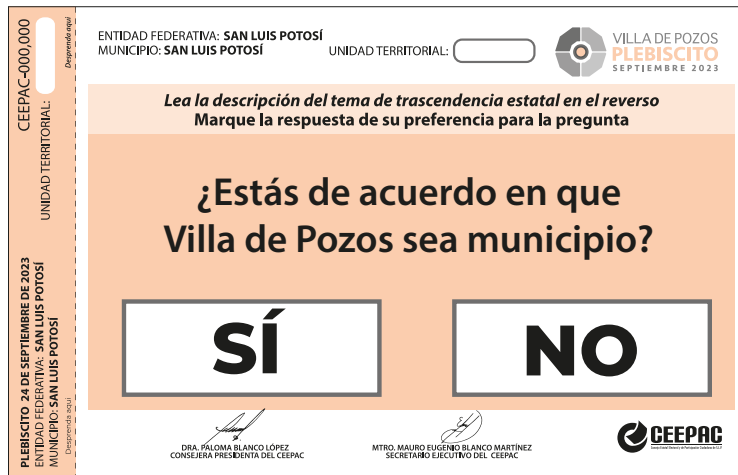 CEEPAC-000,000
UNIDAD TERRITORIAL:
Desprenda aquí
PLEBISCITO 24 DE SEPTIEMBRE DE 2023
ENTIDAD FEDERATIVA: SAN LUIS POTOSÍ
MUNICIPIO: SAN LUIS POTOSÍ
Desprenda aquí
ENTIDAD FEDERATIVA: SAN LUIS POTOSÍ
MUNICIPIO: SAN LUIS POTOSÍ
UNIDAD TERRITORIAL:
VILLA DE POZOS
PLEBISCITO
SEPTIEMBRE 2023
Lea la descripción del tema de trascendencia estatal en el reverso
Marque la respuesta de su preferencia para la pregunta
¿Estás de acuerdo en que
Villa de Pozos sea municipio?
SÍ
NO
DRA. PALOMA BLANCO LÓPEZ
CONSEJERA PRESIDENTA DEL CEEPAC
MTRO. MAURO EUGENIO BLANCO MARTÍNEZ
SECRETARIO EJECUTIVO DEL CEEPAC
CEEPAC